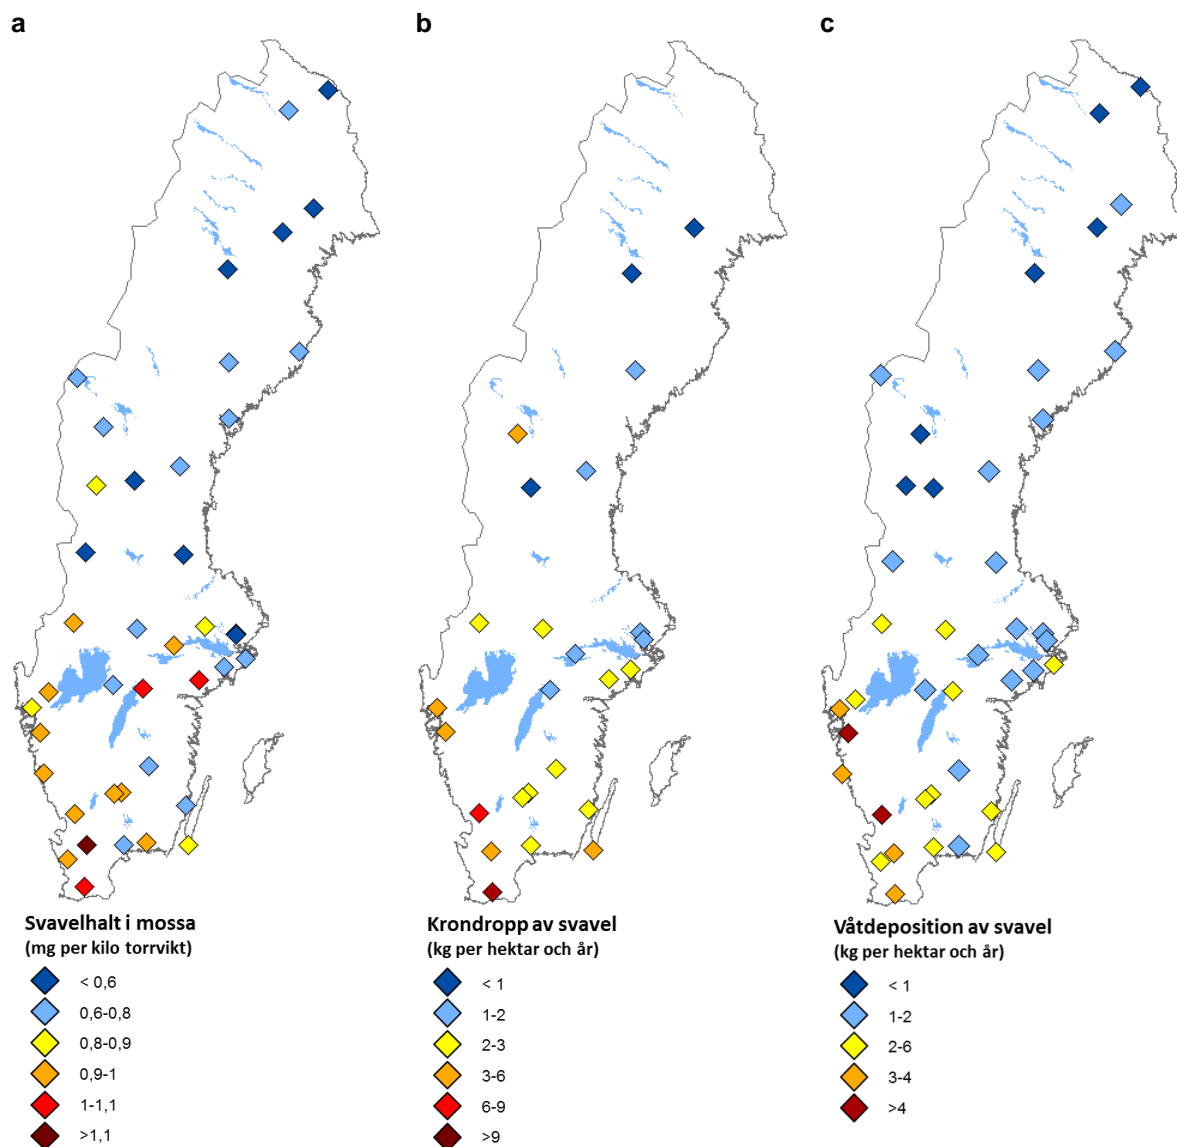 a
b
c
Svavelhalt i mossa
(mg per kilo torrvikt)
< 0,6
0,6-0,8
0,8-0,9
0,9-1
1-1,1
>1,1
Krondropp av svavel
(kg per hektar och år)
< 1
1-2
2-3
3-6
6-9
>9
Våtdeposition av svavel
(kg per hektar och år)
< 1
1-2
2-6
3-4
>4